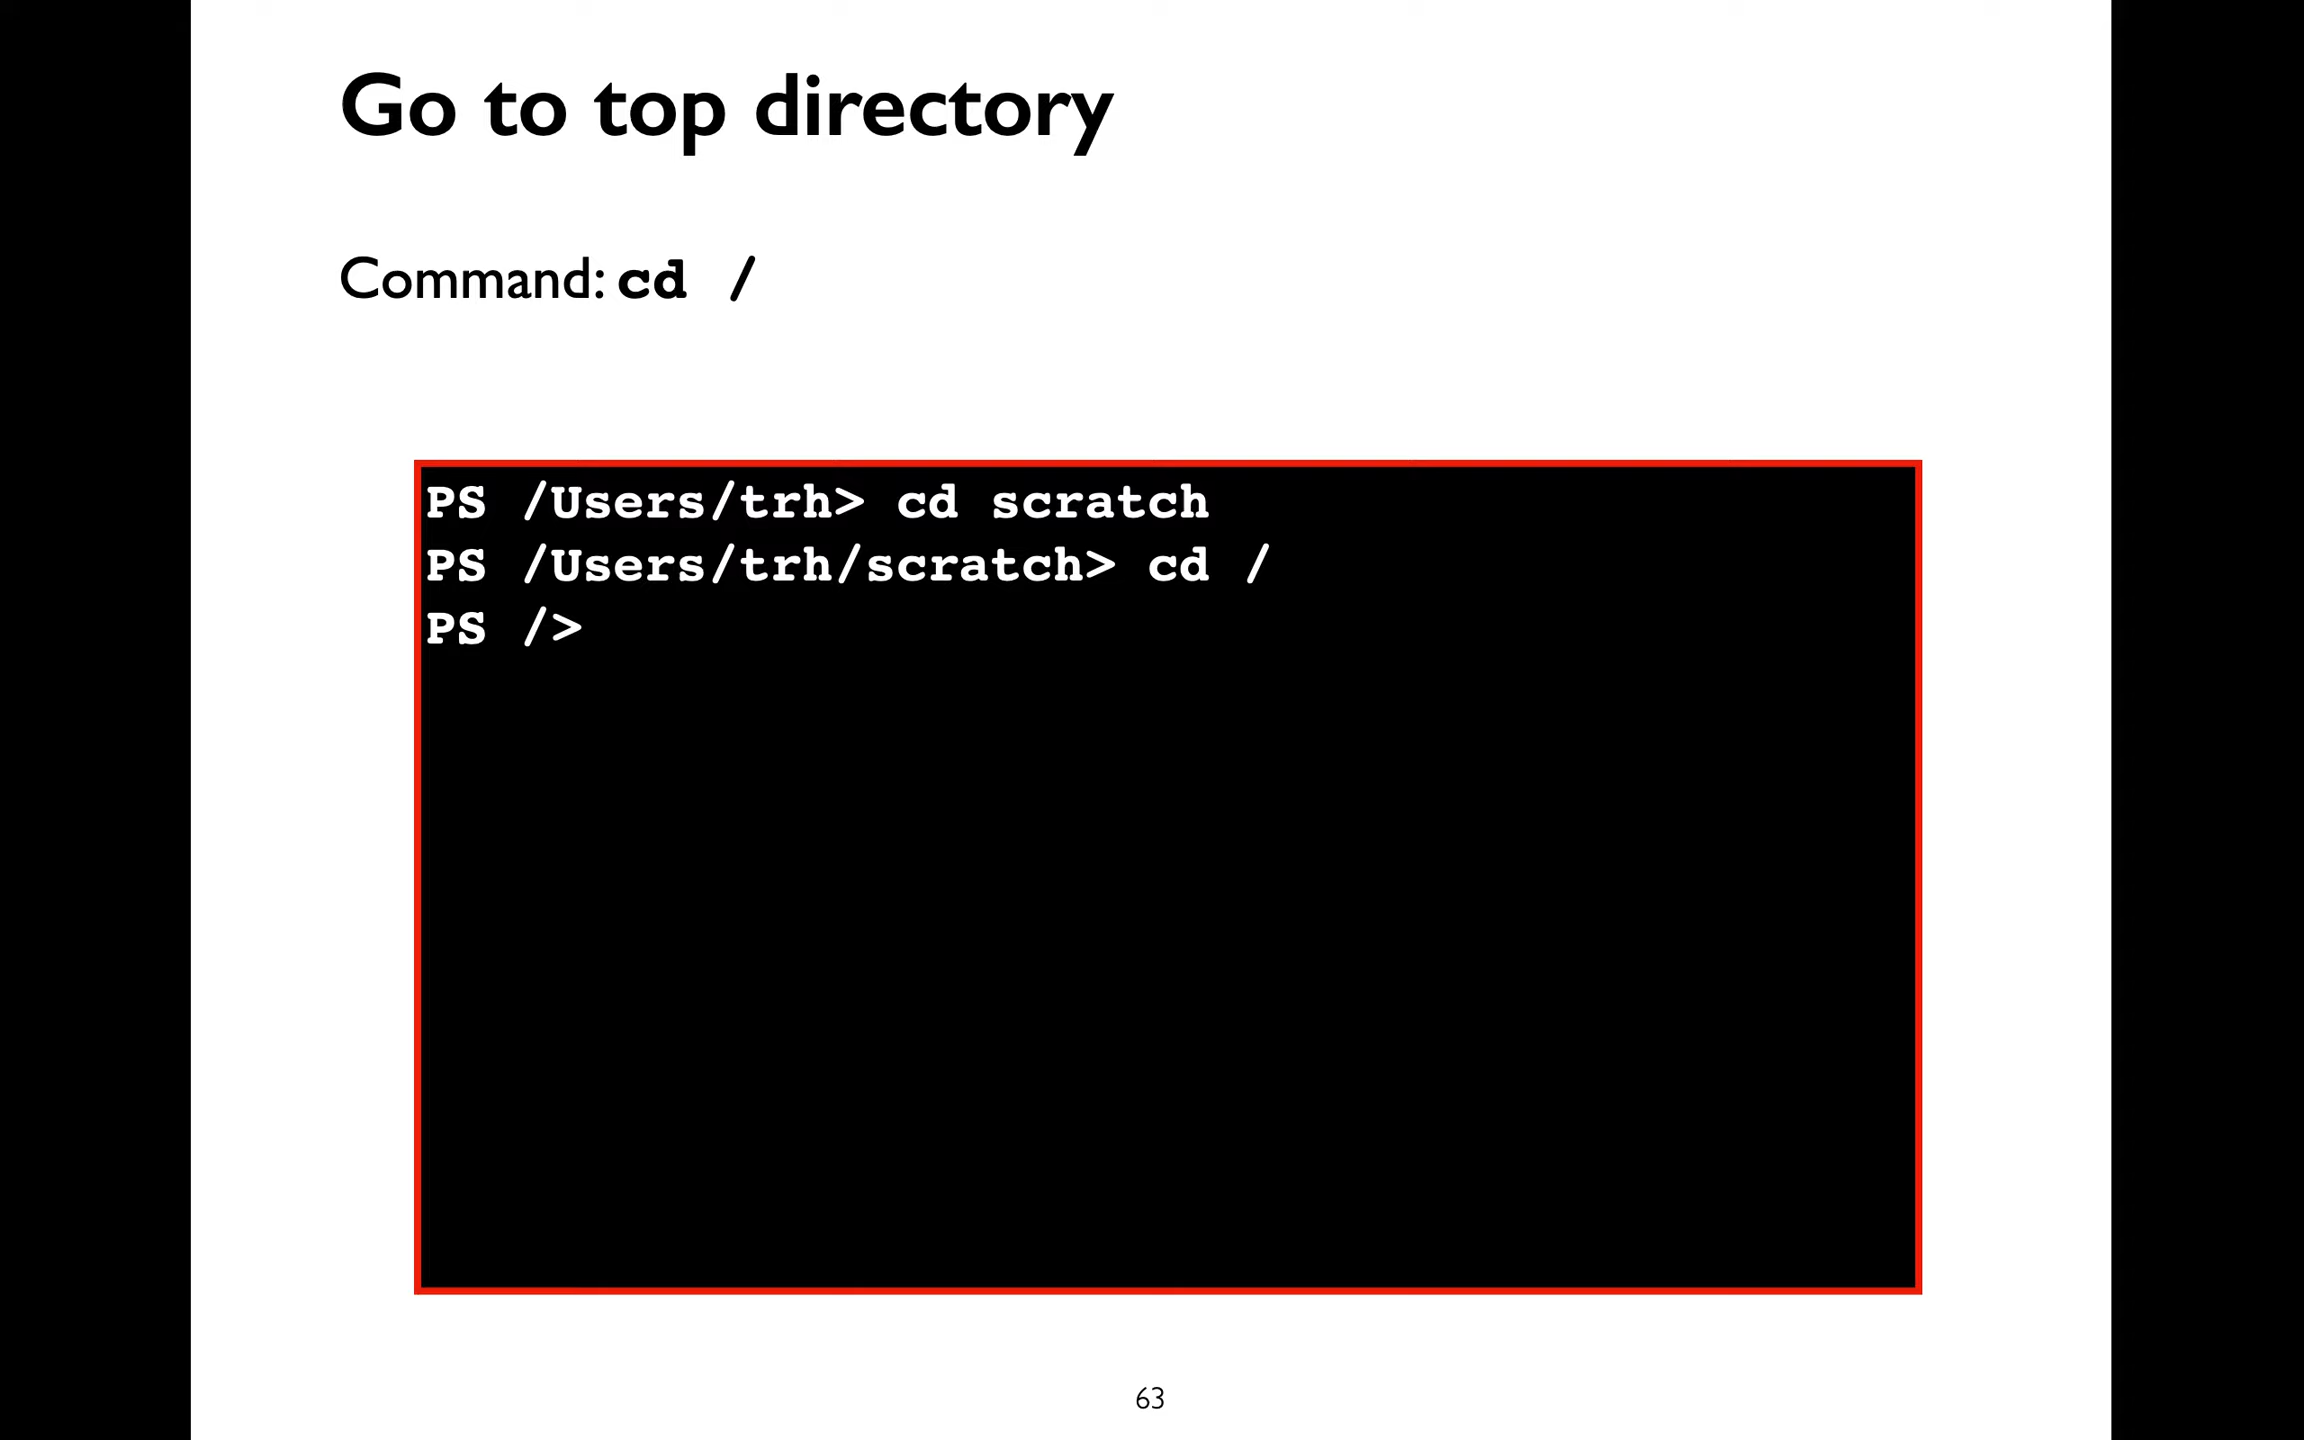 Go to top directory
Command: cd /
PS /Users/trh> cd scratch
PS /Users/trh/scratch> cd /
PS />
63